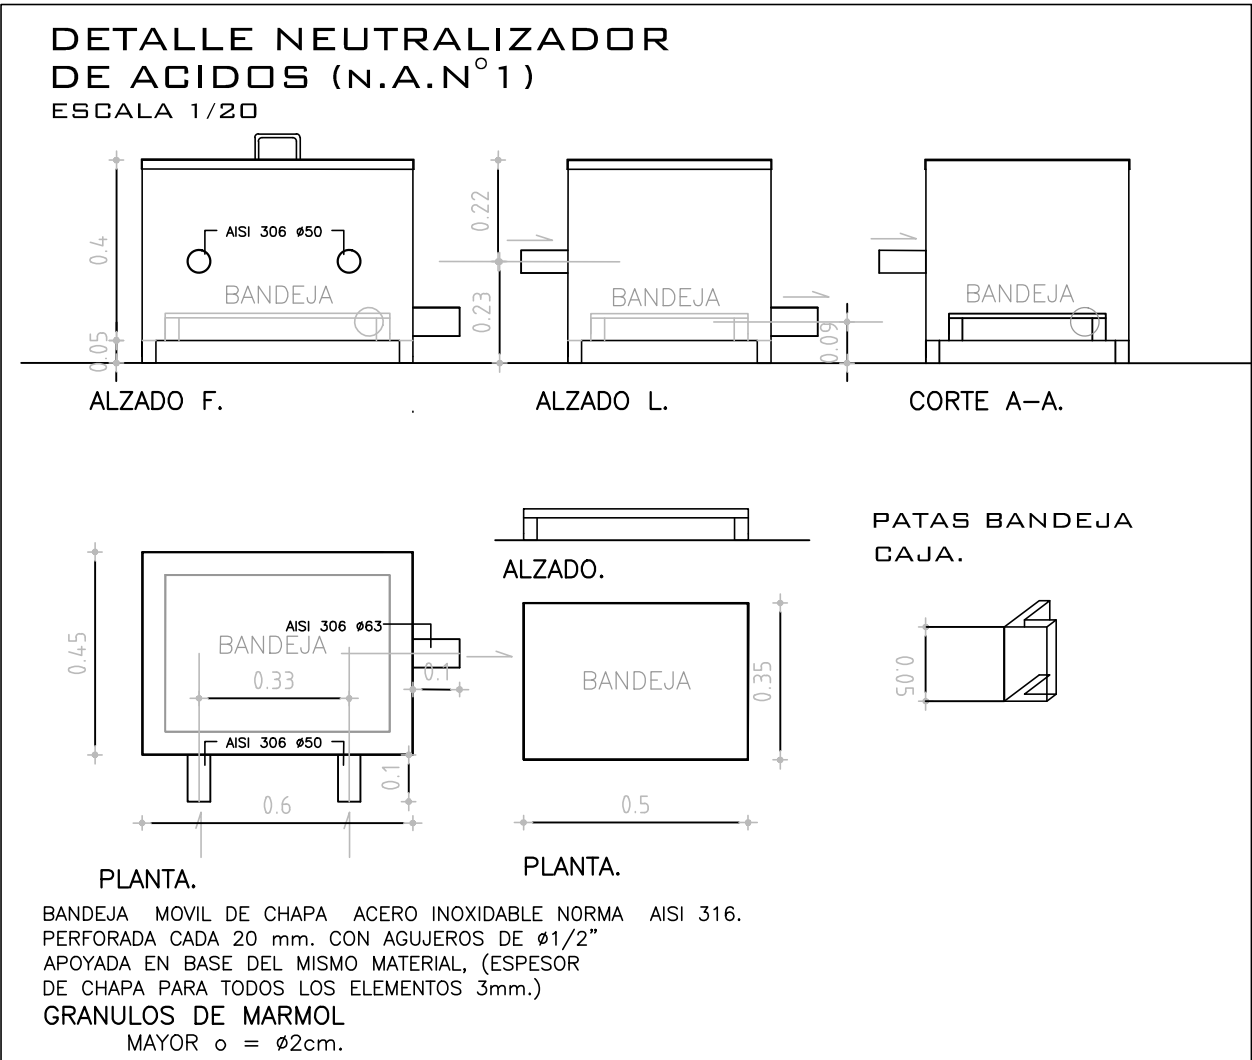 DETALLE NEUTRALIZADOR
DE ACIDOS (N.A.N°1)
ESCALA 1/20
0.4
0.05
AISI 306 ø50
BANDEJA
ALZADO F.
0.22
0.23
BANDEJA
0.09
ALZADO L.
BANDEJA
CORTE A-A.
0.45
AISI 306 ø63
BANDEJA
0.33
0.1
AISI 306 ø50
0.1
0.6
PLANTA.
ALZADO.
BANDEJA
0.35
0.5
PLANTA.
PATAS BANDEJA
CAJA.
0.05
BANDEJA MOVIL DE CHAPA ACERO INOXIDABLE NORMA AISI 316.
PERFORADA CADA 20 mm. CON AGUJEROS DE ø1/2”
APOYADA EN BASE DEL MISMO MATERIAL, (ESPESOR
DE CHAPA PARA TODOS LOS ELEMENTOS 3mm.)
GRANULOS DE MARMOL
MAYOR o = ø2cm.